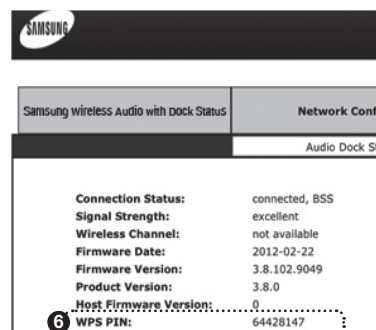 SAMSUNG
Samsung Wireless Audio with Dock Status Network Conf
Audio Dock S
Connection Status: connected, BSS
Signal Strength: excellent
Wireless Channel: not available
Firmware Date: 2012-02-22
Firmware Version: 3.8.102.9049
Product Version: 3.8.0
Host Firmware Version: 0
6 WPS PIN: 64428147